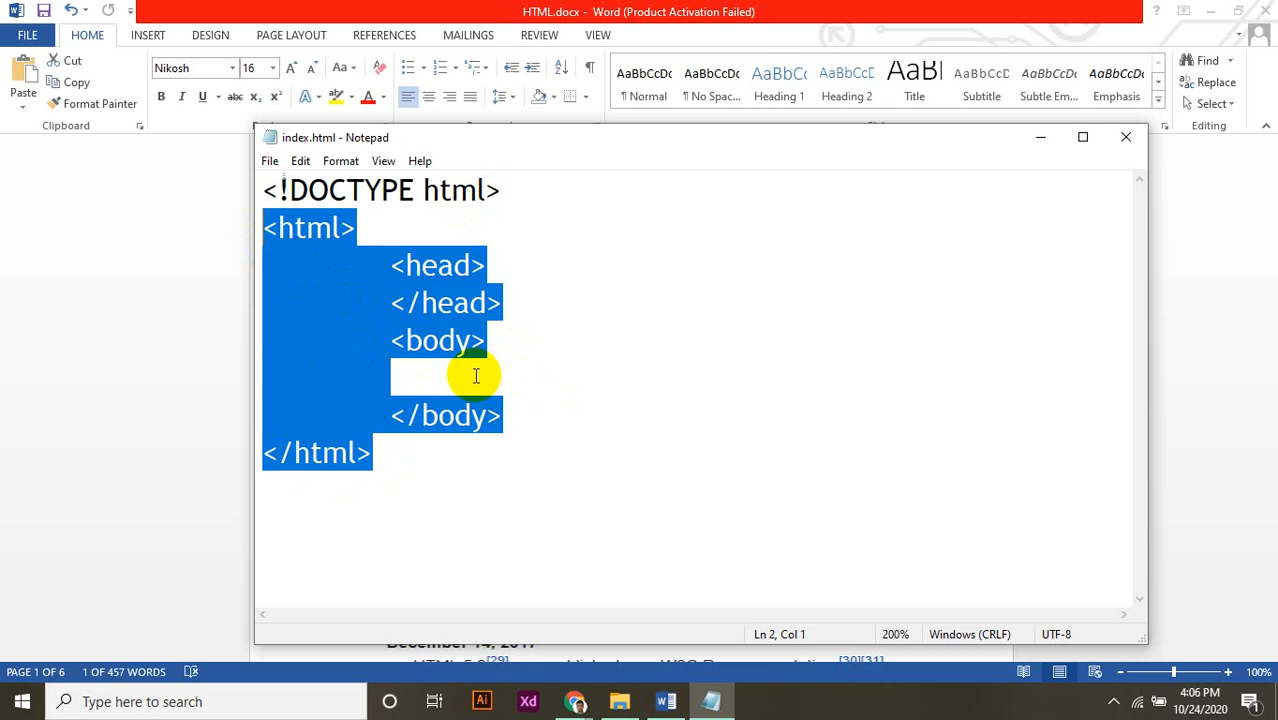 HTML.docx - Word (Product Activation Failed)
FILE HOME INSERT DESIGN PAGE LAYOUT REFERENCES MAILINGS REVIEW VIEW
Paste
Cut
Copy
Format Painter
Clipboard
Nikosh 16
AaBbCcDc AaBbCcDc AaBbCc AaBbCcD AaBb AaBbCcDc AaBbCcDc
¶ Normal ¶ No Spac... Heading 1 Heading 2 Title Subtitle Subtle Em... Emphasis
Find
Replace
Select
Editing
index.html - Notepad
File Edit Format View Help
<!DOCTYPE html>
<html>
<head>
</head>
<body>
</body>
</html>
Ln 2, Col 1 200% Windows (CRLF) UTF-8
PAGE 1 OF 6 1 OF 457 WORDS 100%
Type here to search
Ai
Xd
4:06 PM
10/24/2020